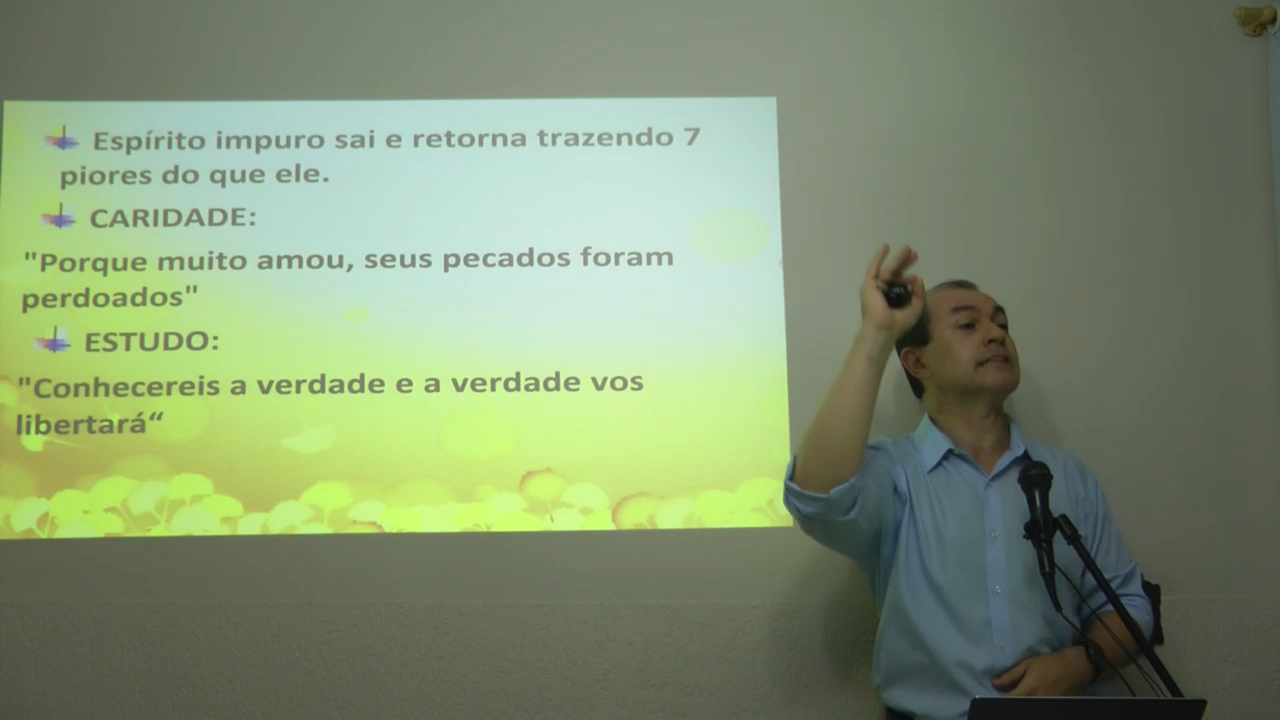 Espírito impuro sai e retorna trazendo 7
piores do que ele.
CARIDADE:
"Porque muito amou, seus pecados foram
perdoados"
ESTUDO:
"Conhecereis a verdade e a verdade vos
libertará“